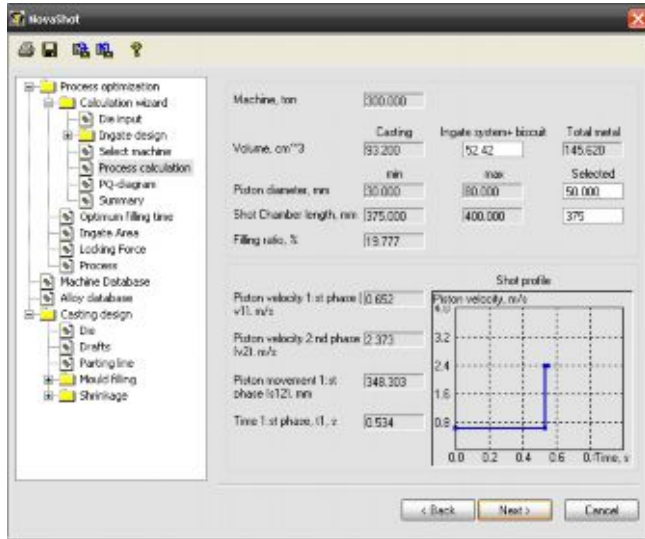 NovaShot
Process optimization
Calculation wizard
Die input
Ingate design
Select machine
Process calculation
PQ-diagram
Summary
Optimum filling time
Ingate Area
Locking Force
Process
Machine Database
Alloy database
Casting design
Die
Drafts
Parting line
Mould filling
Shrinkage
Machine, ton 300.000
Casting Ingate system+ biscuit Total metal
Volume, cm**3 93.200 52.42 145.620
min max Selected
Piston diameter, mm 30.000 80.000 50.000
Shot Chamber length, mm 375.000 400.000 375
Filling ratio, % 19.777
Shot profile
Piston velocity 1:st phase (
v1), m/s 0.652
Piston velocity 2:nd phase
(v2), m/s 2.373
Piston movement 1:st
phase (s12), mm 348.303
Time 1:st phase, t1, s 0.534
Piston velocity, m/s
4.0
3.2
2.4
1.6
0.8
0.0 0.2 0.4 0.6 0.Time, s
< Back Next > Cancel